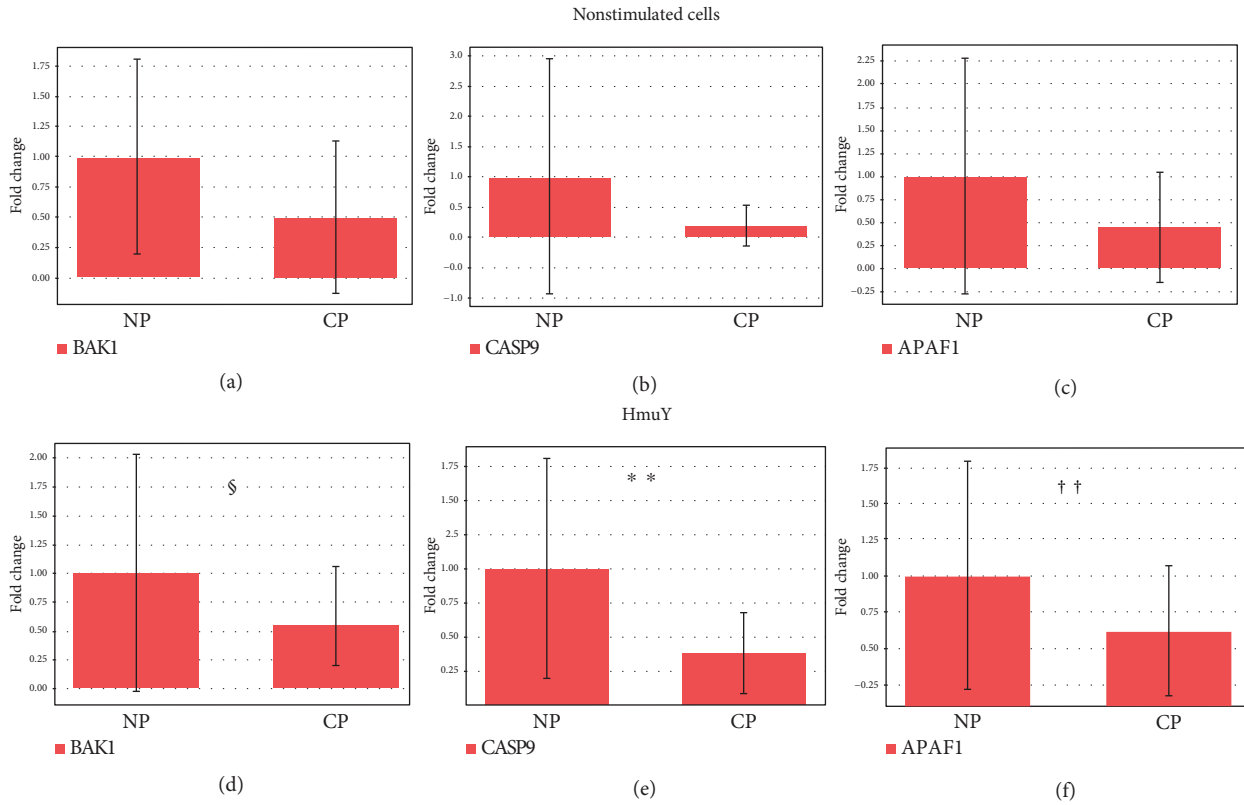 Nonstimulated cells
Fold change
1.75
1.50
1.25
1.00
0.75
0.50
0.25
0.00
NP CP
BAK1
(a)
Fold change
3.0
2.5
2.0
1.5
1.0
0.5
0.0
−0.0
−1.0
NP CP
CASP9
(b)
Fold change
2.25
2.00
1.75
1.50
1.25
1.00
0.75
0.50
0.25
0.00
−0.25
NP CP
APAF1
(c)
HmuY
Fold change
2.00
1.75
1.50
1.25
1.00
0.75
0.50
0.25
0.00
§
NP CP
BAK1
(d)
Fold change
1.75
1.50
2.5
1.00
0.75
0.50
0.25
* *
NP CP
CASP9
(e)
Fold change
1.75
1.50
1.25
1.00
0.75
0.50
−0.25
† †
NP CP
APAF1
(f)